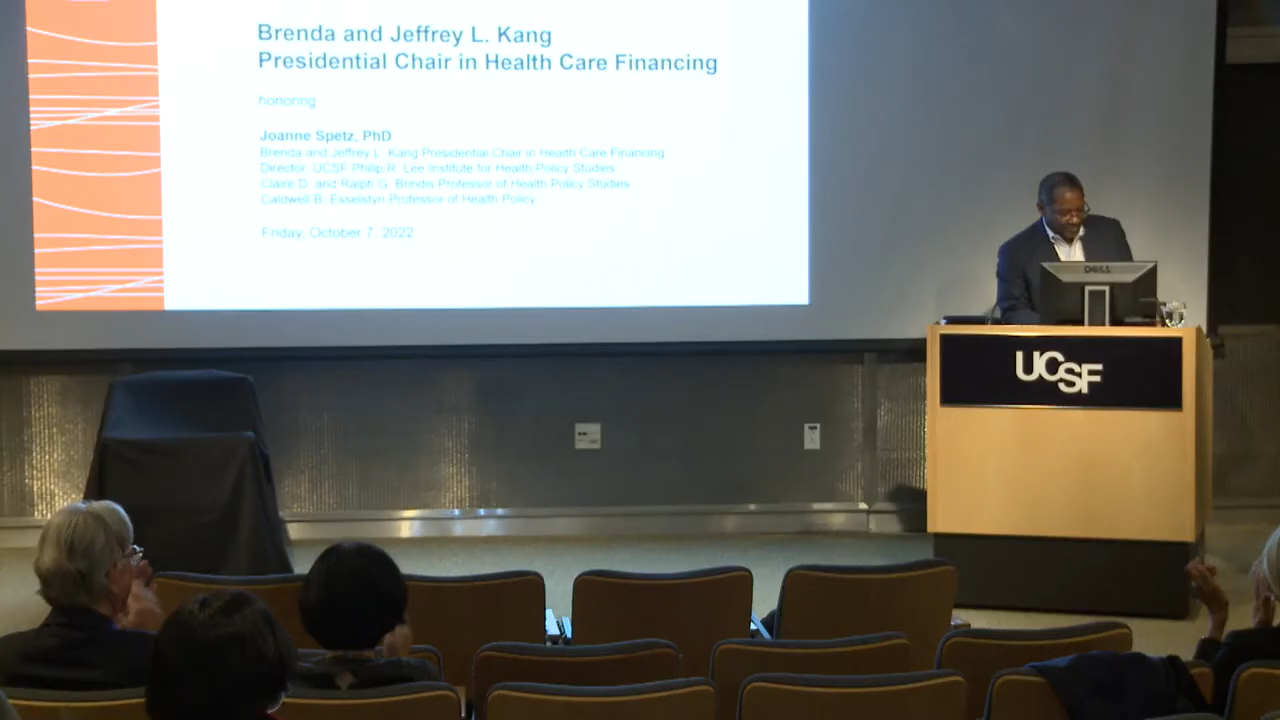 Brenda and Jeffrey L. Kang
Presidential Chair in Health Care Financing
honoring
Joanne Spetz, PhD
Brenda and Jeffrey L. Kang Presidential Chair in Health Care Financing
Director, UCSF Philip R. Lee Institute for Health Policy Studies
Claire D. and Ralph G. Brindis Professor of Health Policy Studies
Caldwell B. Esselstyn Professor of Health Policy
Friday, October 7, 2022
DELL
UCSF